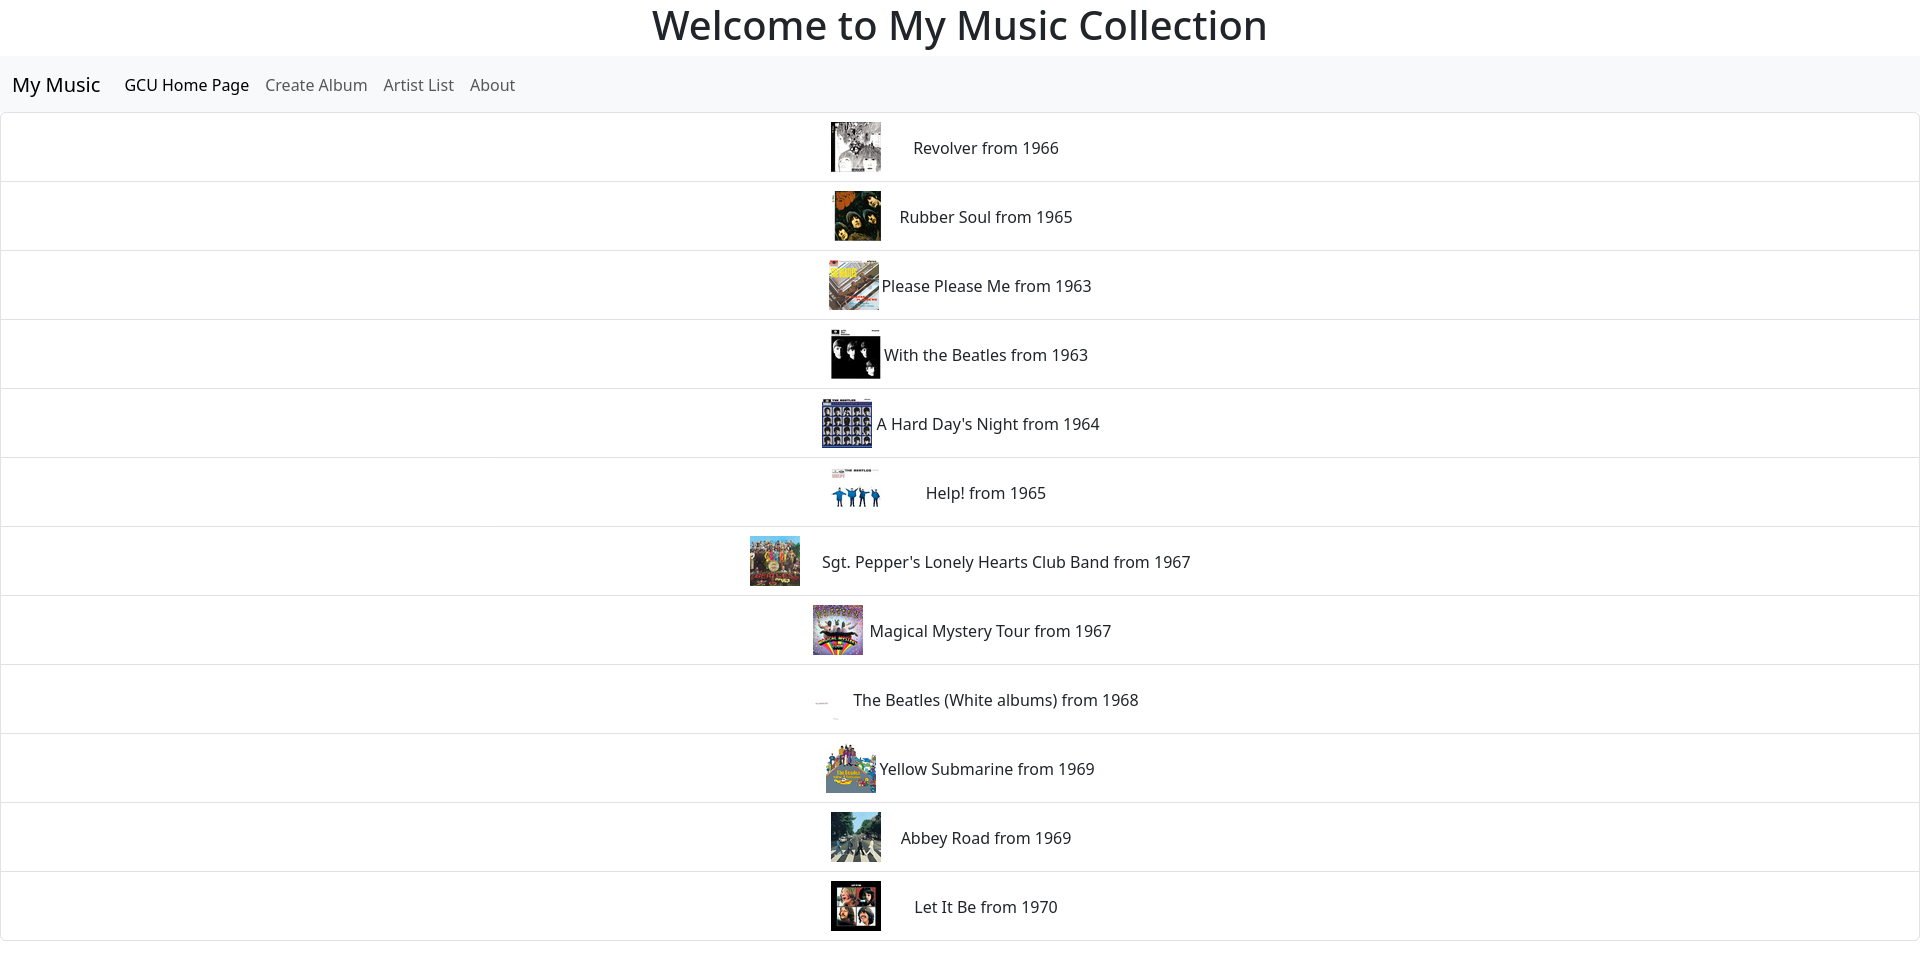 Welcome to My Music Collection
My Music GCU Home Page Create Album Artist List About
Revolver from 1966
Rubber Soul from 1965
Please Please Me from 1963
With the Beatles from 1963
A Hard Day's Night from 1964
Help! from 1965
Sgt. Pepper's Lonely Hearts Club Band from 1967
Magical Mystery Tour from 1967
The Beatles (White albums) from 1968
Yellow Submarine from 1969
Abbey Road from 1969
Let It Be from 1970